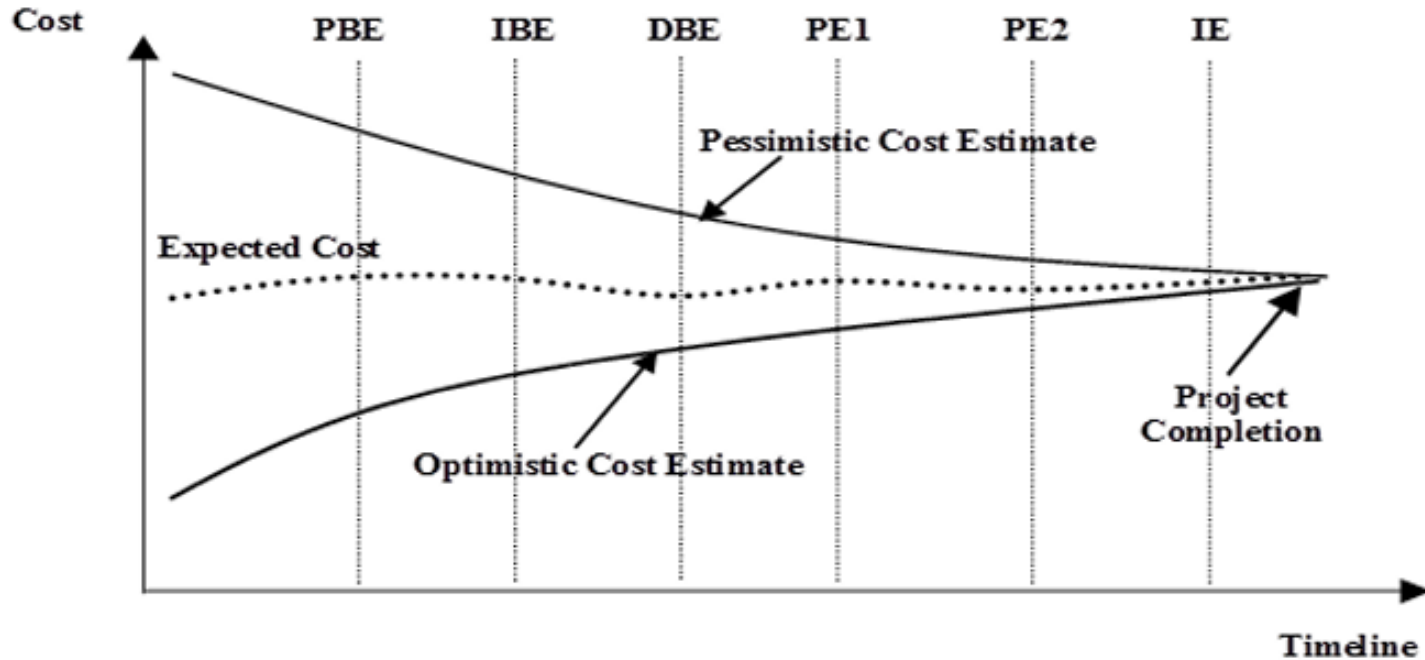 Cost
PBE
IBE
DBE
PE1
PE2
IE
Pessimistic Cost Estimate
Expected Cost
Project
Completion
Optimistic Cost Estimate
Timeline